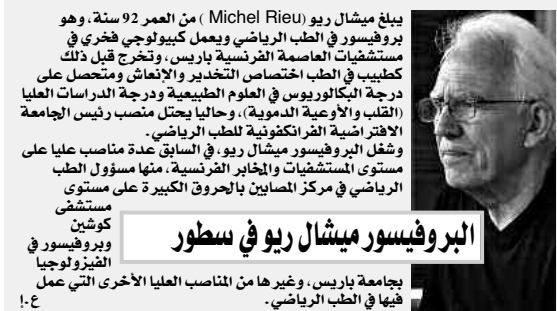 يبلغ ميشال ريو (Michel Rieu ) من العمر 92 سنة، وهو
بروفيسور في الطب الرياضي ويعمل كبيولوجي فخري في
مستشفيات العاصمة الفرنسية باريس، وتخرج قبل ذلك
كطبيب في الطب اختصاص التخدير والإنعاش ومتحصل على
درجة البكالوريوس في العلوم الطبيعية ودرجة الدراسات العليا
(القلب والأوعية الدموية)، وحاليا يحتل منصب رئيس الجامعة
الافتراضية الفرانكفونية للطب الرياضي.
وشغل البروفيسور ميشال ريو، في السابق عدة مناصب عليا على
مستوى المستشفيات والمخابر الفرنسية، منها مسؤول الطب
الرياضي في مركز المصابين بالحروق الكبيرة على مستوى
مستشفى
كوشين
وبروفيسور في
الفيزولوجيا
بجامعة باريس، وغيرها من المناصب العليا الأخرى التي عمل
فيها في الطب الرياضي.
ع.إ
البروفيسور ميشال ريو في سطور